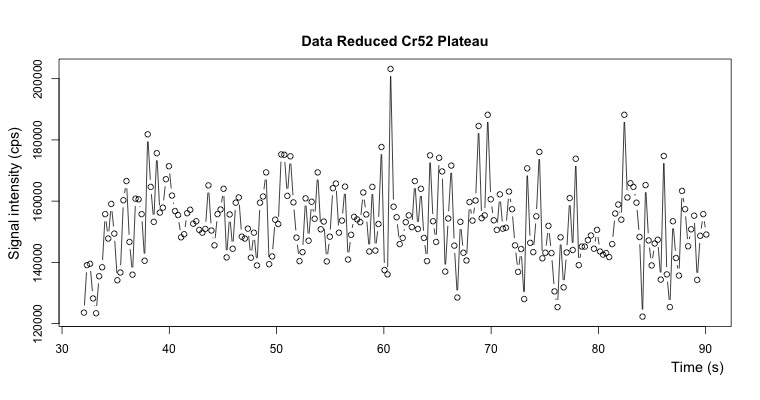 Data Reduced Cr52 Plateau
Signal intensity (cps)
200000
180000
160000
140000
120000
30 40 50 60 70 80 90
Time (s)